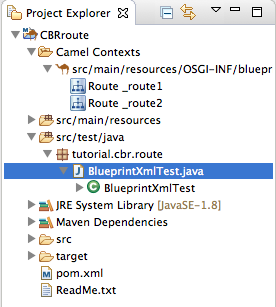 Project Explorer
CBRroute
Camel Contexts
src/main/resources/OSGI-INF/bluepr
Route _route1
Route _route2
src/main/resources
src/test/java
tutorial.cbr.route
BlueprintXmlTest.java
BlueprintXmlTest
JRE System Library [JavaSE-1.8]
Maven Dependencies
src
target
pom.xml
ReadMe.txt